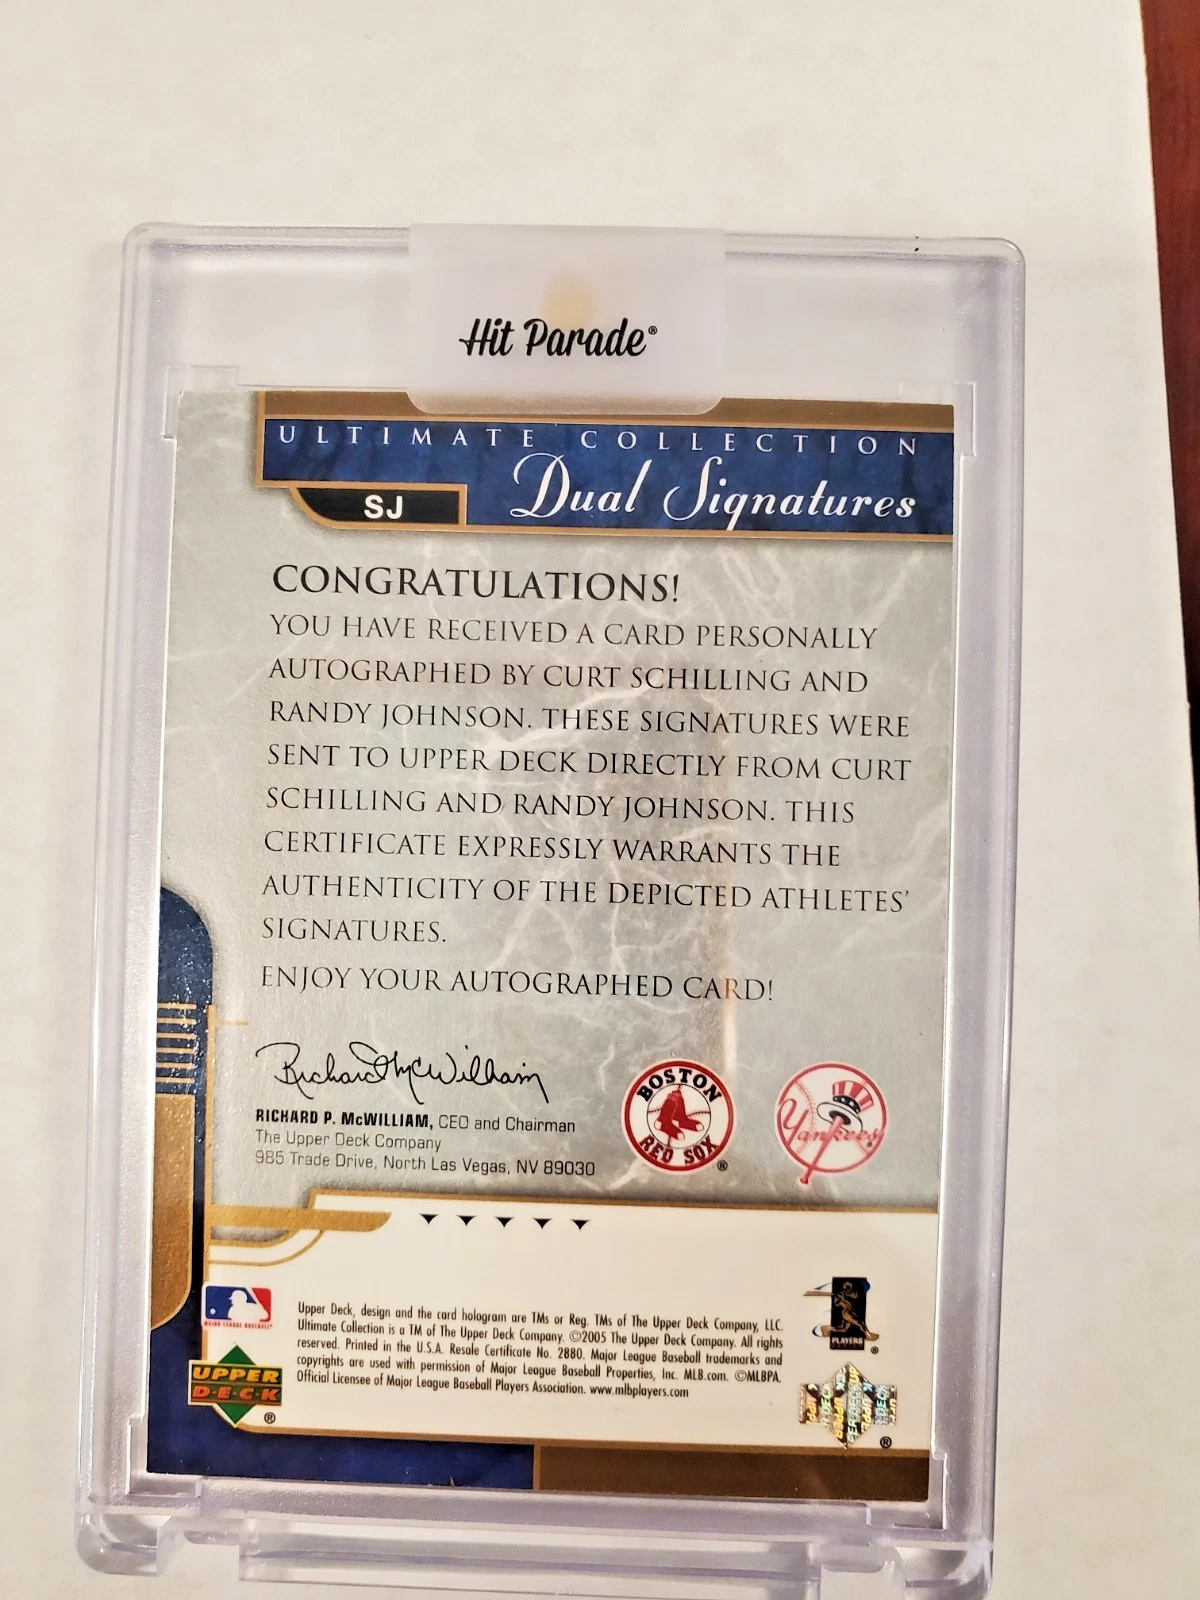 Hit Parade®
ULTIMATE COLLECTION
Dual Signatures
SJ
CONGRATULATIONS!
YOU HAVE RECEIVED A CARD PERSONALLY
AUTOGRAPHED BY CURT SCHILLING AND
RANDY JOHNSON. THESE SIGNATURES WERE
SENT TO UPPER DECK DIRECTLY FROM CURT
SCHILLING AND RANDY JOHNSON. THIS
CERTIFICATE EXPRESSLY WARRANTS THE
AUTHENTICITY OF THE DEPICTED ATHLETES'
SIGNATURES.
ENJOY YOUR AUTOGRAPHED CARD!
Richard McWilliam
RICHARD P. McWILLIAM, CEO and Chairman
The Upper Deck Company
985 Trade Drive, North Las Vegas, NV 89030
BOSTON
RED SOX
®
Yankees
MAJOR LEAGUE BASEBALL
Upper Deck, design and the card hologram are TMs or Reg. TMs of The Upper Deck Company, LLC.
Ultimate Collection is a TM of The Upper Deck Company. ©2005 The Upper Deck Company. All rights
reserved. Printed in the U.S.A. Resale Certificate No. 2880. Major League Baseball trademarks and
copyrights are used with permission of Major League Baseball Properties, Inc. MLB.com. ©MLBPA.
Official Licensee of Major League Baseball Players Association. www.mlbplayers.com
UPPER
D·E·C·K
®
PLAYERS
®
®